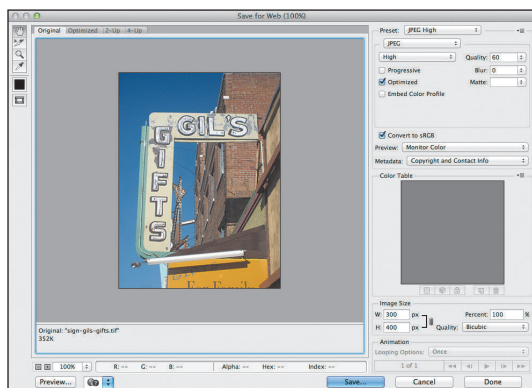 Save for Web (100%)
Original Optimized 2-Up 4-Up
Preset: JPEG High
JPEG
High Quality: 60
Progressive Blur: 0
Optimized Matte:
Embed Color Profile
Convert to sRGB
Preview: Monitor Color
Metadata: Copyright and Contact Info
Color Table
GIL'S
GIFTS
For Family
Image Size
W: 300 px Percent: 100 %
H: 400 px Quality: Bicubic
Animation
Looping Options: Once
1 of 1
Original: "sign-gils-gifts.tif"
352K
100% R: -- G: -- B: -- Alpha: -- Hex: -- Index: --
Preview... Save... Cancel Done